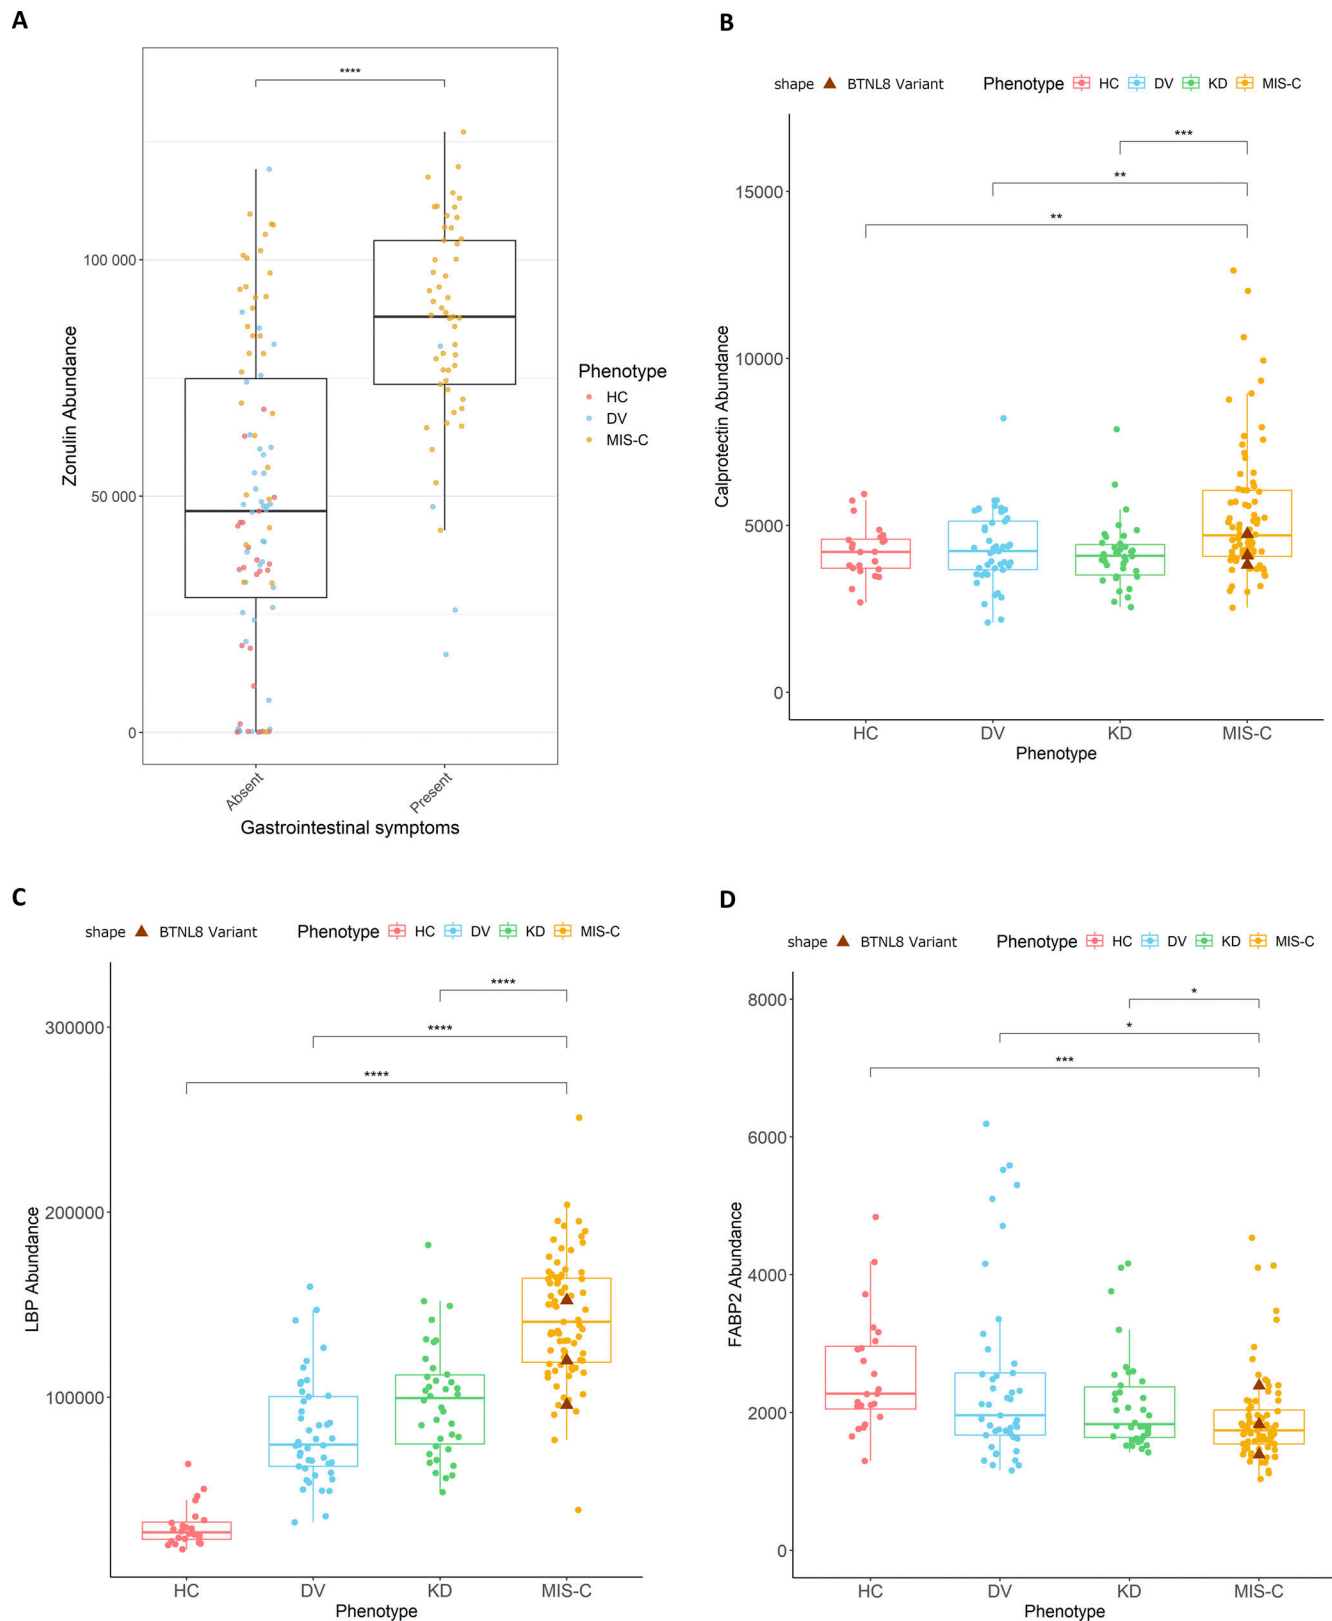 A
****
Zonulin Abundance
100 000
50 000
0
Absent
Present
Gastrointestinal symptoms
Phenotype
HC
DV
MIS-C
B
shape BTNL8 Variant Phenotype HC DV KD MIS-C
***
**
**
Calprotectin Abundance
15000
10000
5000
0
HC DV KD MIS-C
Phenotype
C
shape BTNL8 Variant Phenotype HC DV KD MIS-C
****
****
****
LBP Abundance
300000
200000
100000
HC DV KD MIS-C
Phenotype
D
shape BTNL8 Variant Phenotype HC DV KD MIS-C
*
*
***
FABP2 Abundance
8000
6000
4000
2000
0
HC DV KD MIS-C
Phenotype